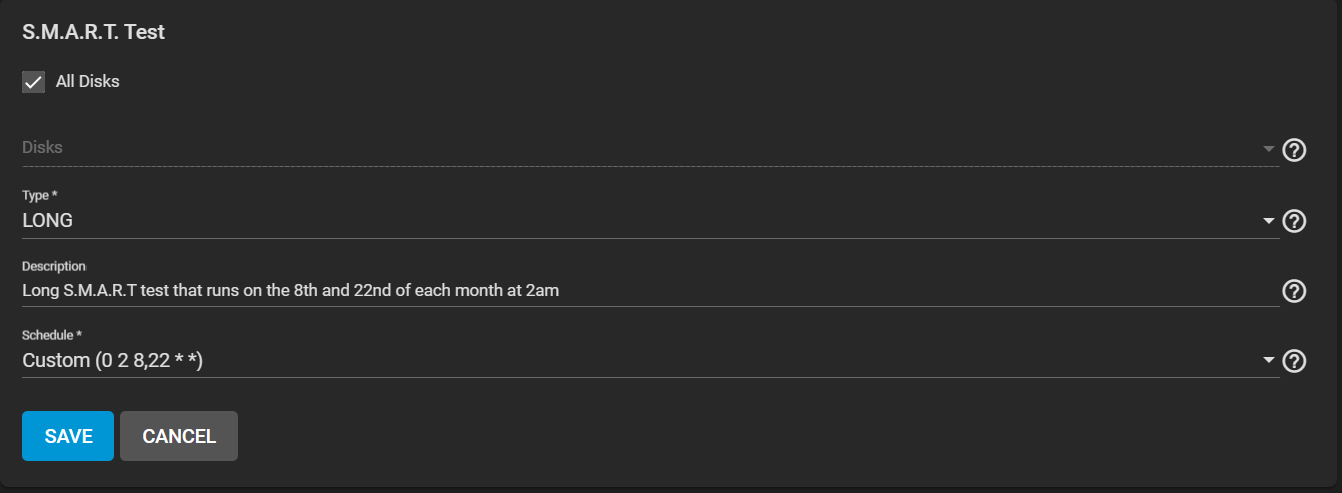 S.M.A.R.T. Test
All Disks
Disks
Type *
LONG
Description
Long S.M.A.R.T test that runs on the 8th and 22nd of each month at 2am
Schedule *
Custom (0 2 8,22 * *)
SAVE CANCEL